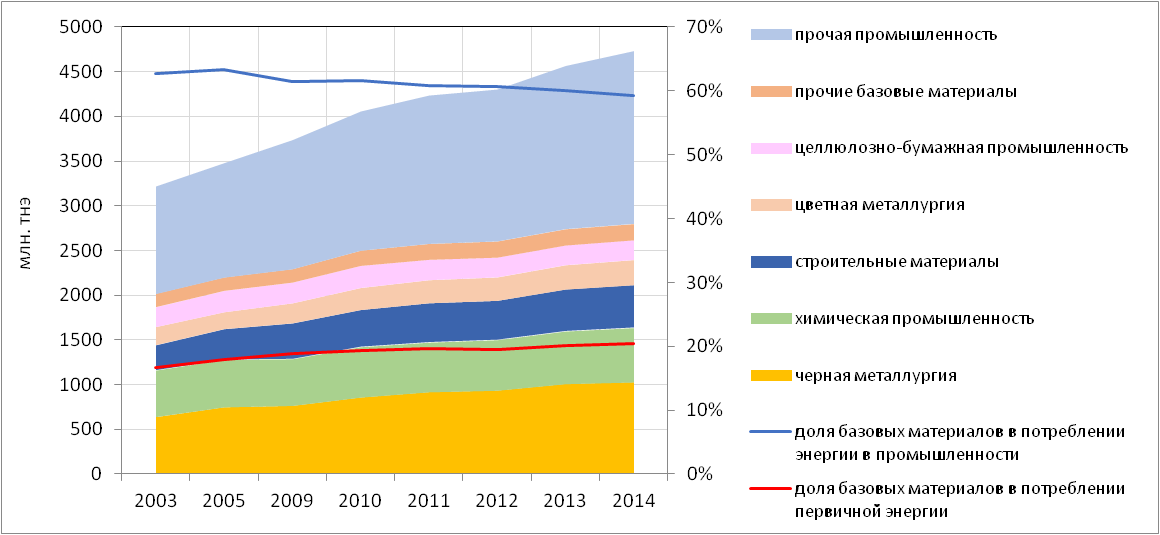 5000
4500
4000
3500
3000
2500
2000
1500
1000
500
0
млн. тнэ
70%
60%
50%
40%
30%
20%
10%
0%
2003 2005 2009 2010 2011 2012 2013 2014
прочая промышленность
прочие базовые материалы
целлюлозно-бумажная промышленность
цветная металлургия
строительные материалы
химическая промышленность
черная металлургия
доля базовых материалов в потреблении
энергии в промышленности
доля базовых материалов в потреблении
первичной энергии